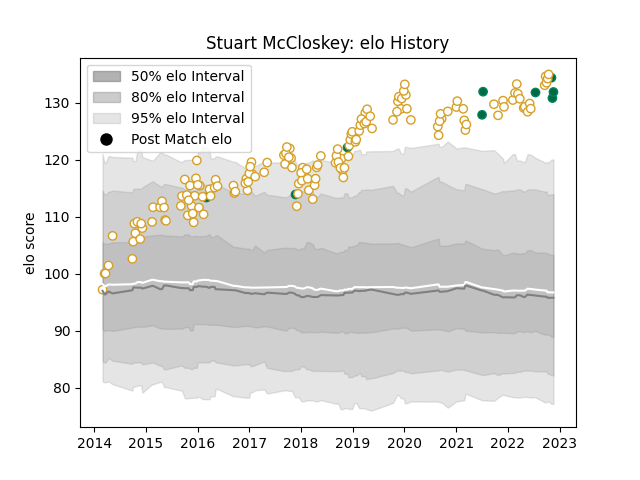 Stuart McCloskey: elo History
50% elo Interval
80% elo Interval
95% elo Interval
Post Match elo
elo score
130
120
110
100
90
80
2014 2015 2016 2017 2018 2019 2020 2021 2022 2023